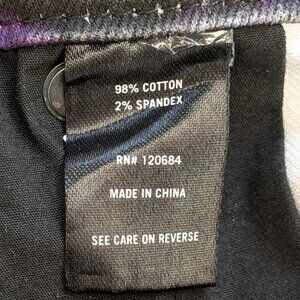 98% COTTON
2% SPANDEX
RN# 120684
MADE IN CHINA
SEE CARE ON REVERSE